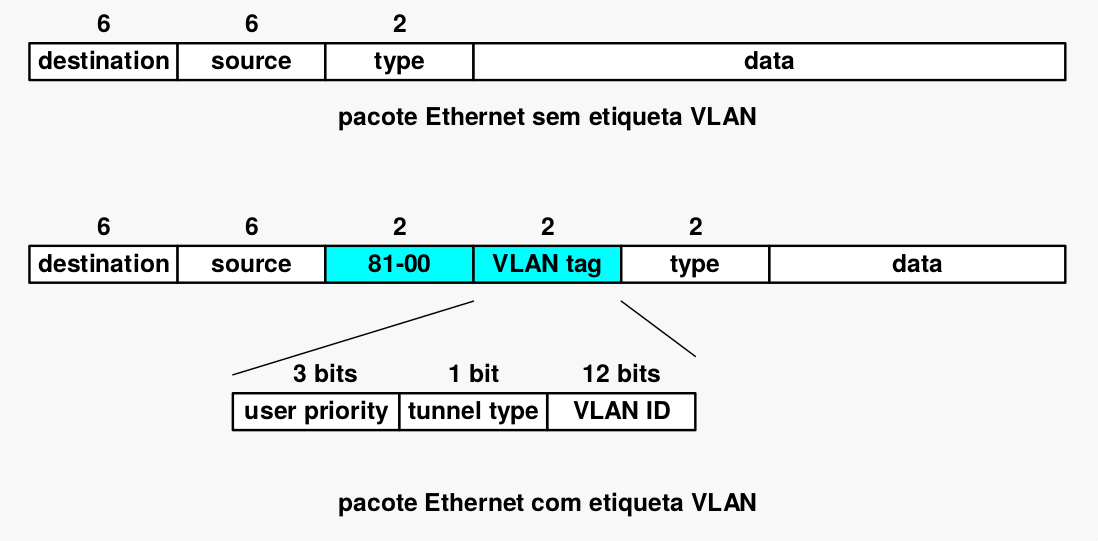 6 6 2
destination source type data
pacote Ethernet sem etiqueta VLAN
6 6 2 2 2
destination source 81-00 VLAN tag type data
3 bits 1 bit 12 bits
user priority tunnel type VLAN ID
pacote Ethernet com etiqueta VLAN